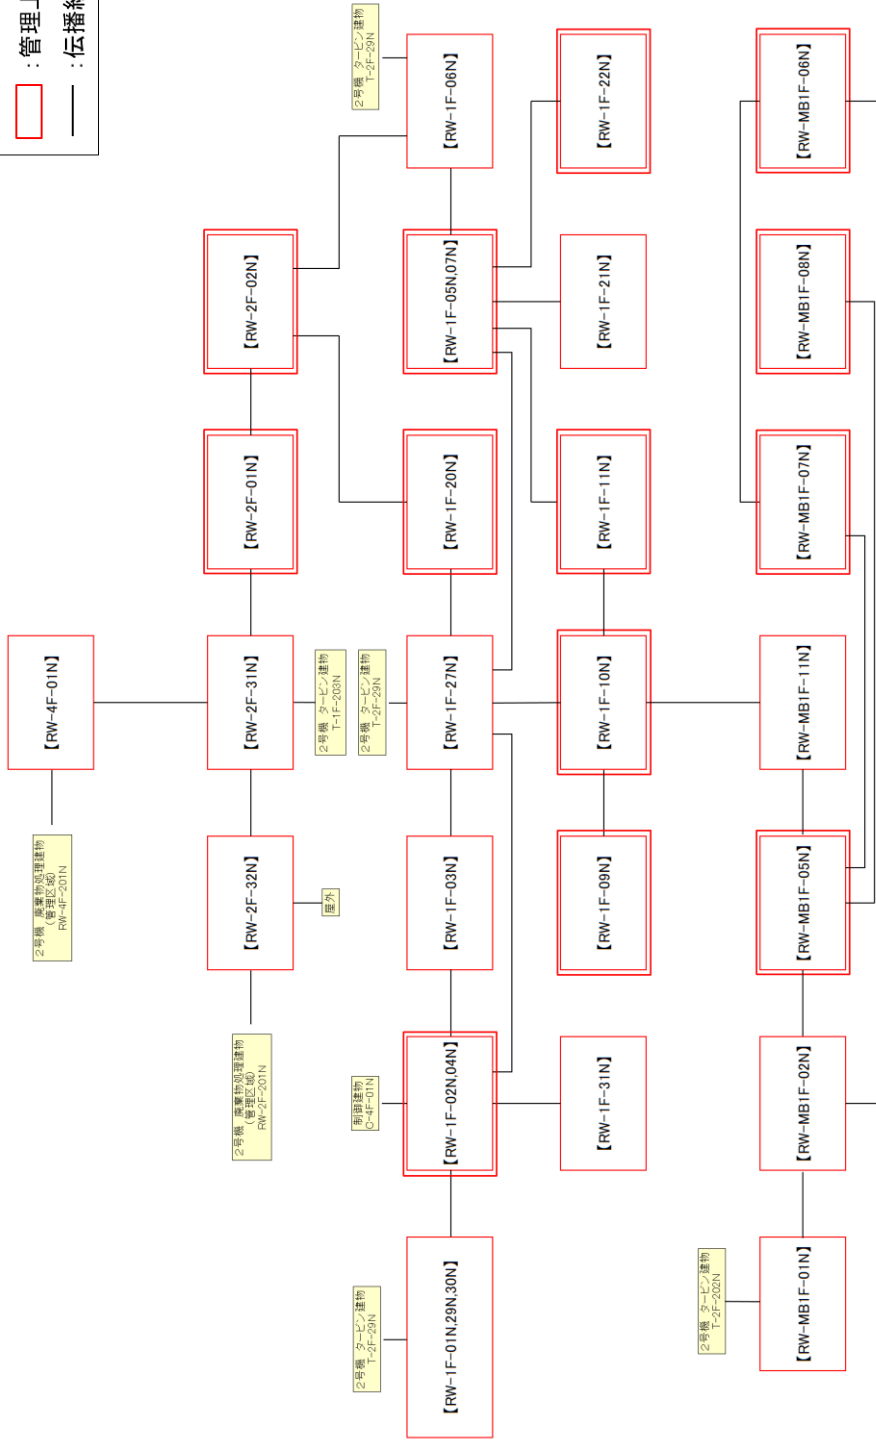 ：管理上
：伝播経
【RW-4F-01N】
2号機 廃棄物処理建物
（管理区域）
RW-4F-201N
【RW-2F-32N】
【RW-2F-31N】
【RW-2F-01N】
【RW-2F-02N】
2号機 廃棄物処理建物
（管理区域）
RW-2F-201N
屋外
2号機 タービン建物
T-1F-203N
2号機 タービン建物
T-2F-29N
制御建物
C-4F-01N
2号機 タービン建物
T-2F-29N
2号機 タービン建物
T-2F-29N
【RW-1F-01N,29N,30N】
【RW-1F-02N,04N】
【RW-1F-03N】
【RW-1F-27N】
【RW-1F-20N】
【RW-1F-05N,07N】
【RW-1F-06N】
【RW-1F-31N】
【RW-1F-09N】
【RW-1F-10N】
【RW-1F-11N】
【RW-1F-21N】
【RW-1F-22N】
2号機 タービン建物
T-2F-202N
【RW-MB1F-01N】
【RW-MB1F-02N】
【RW-MB1F-05N】
【RW-MB1F-11N】
【RW-MB1F-07N】
【RW-MB1F-08N】
【RW-MB1F-06N】